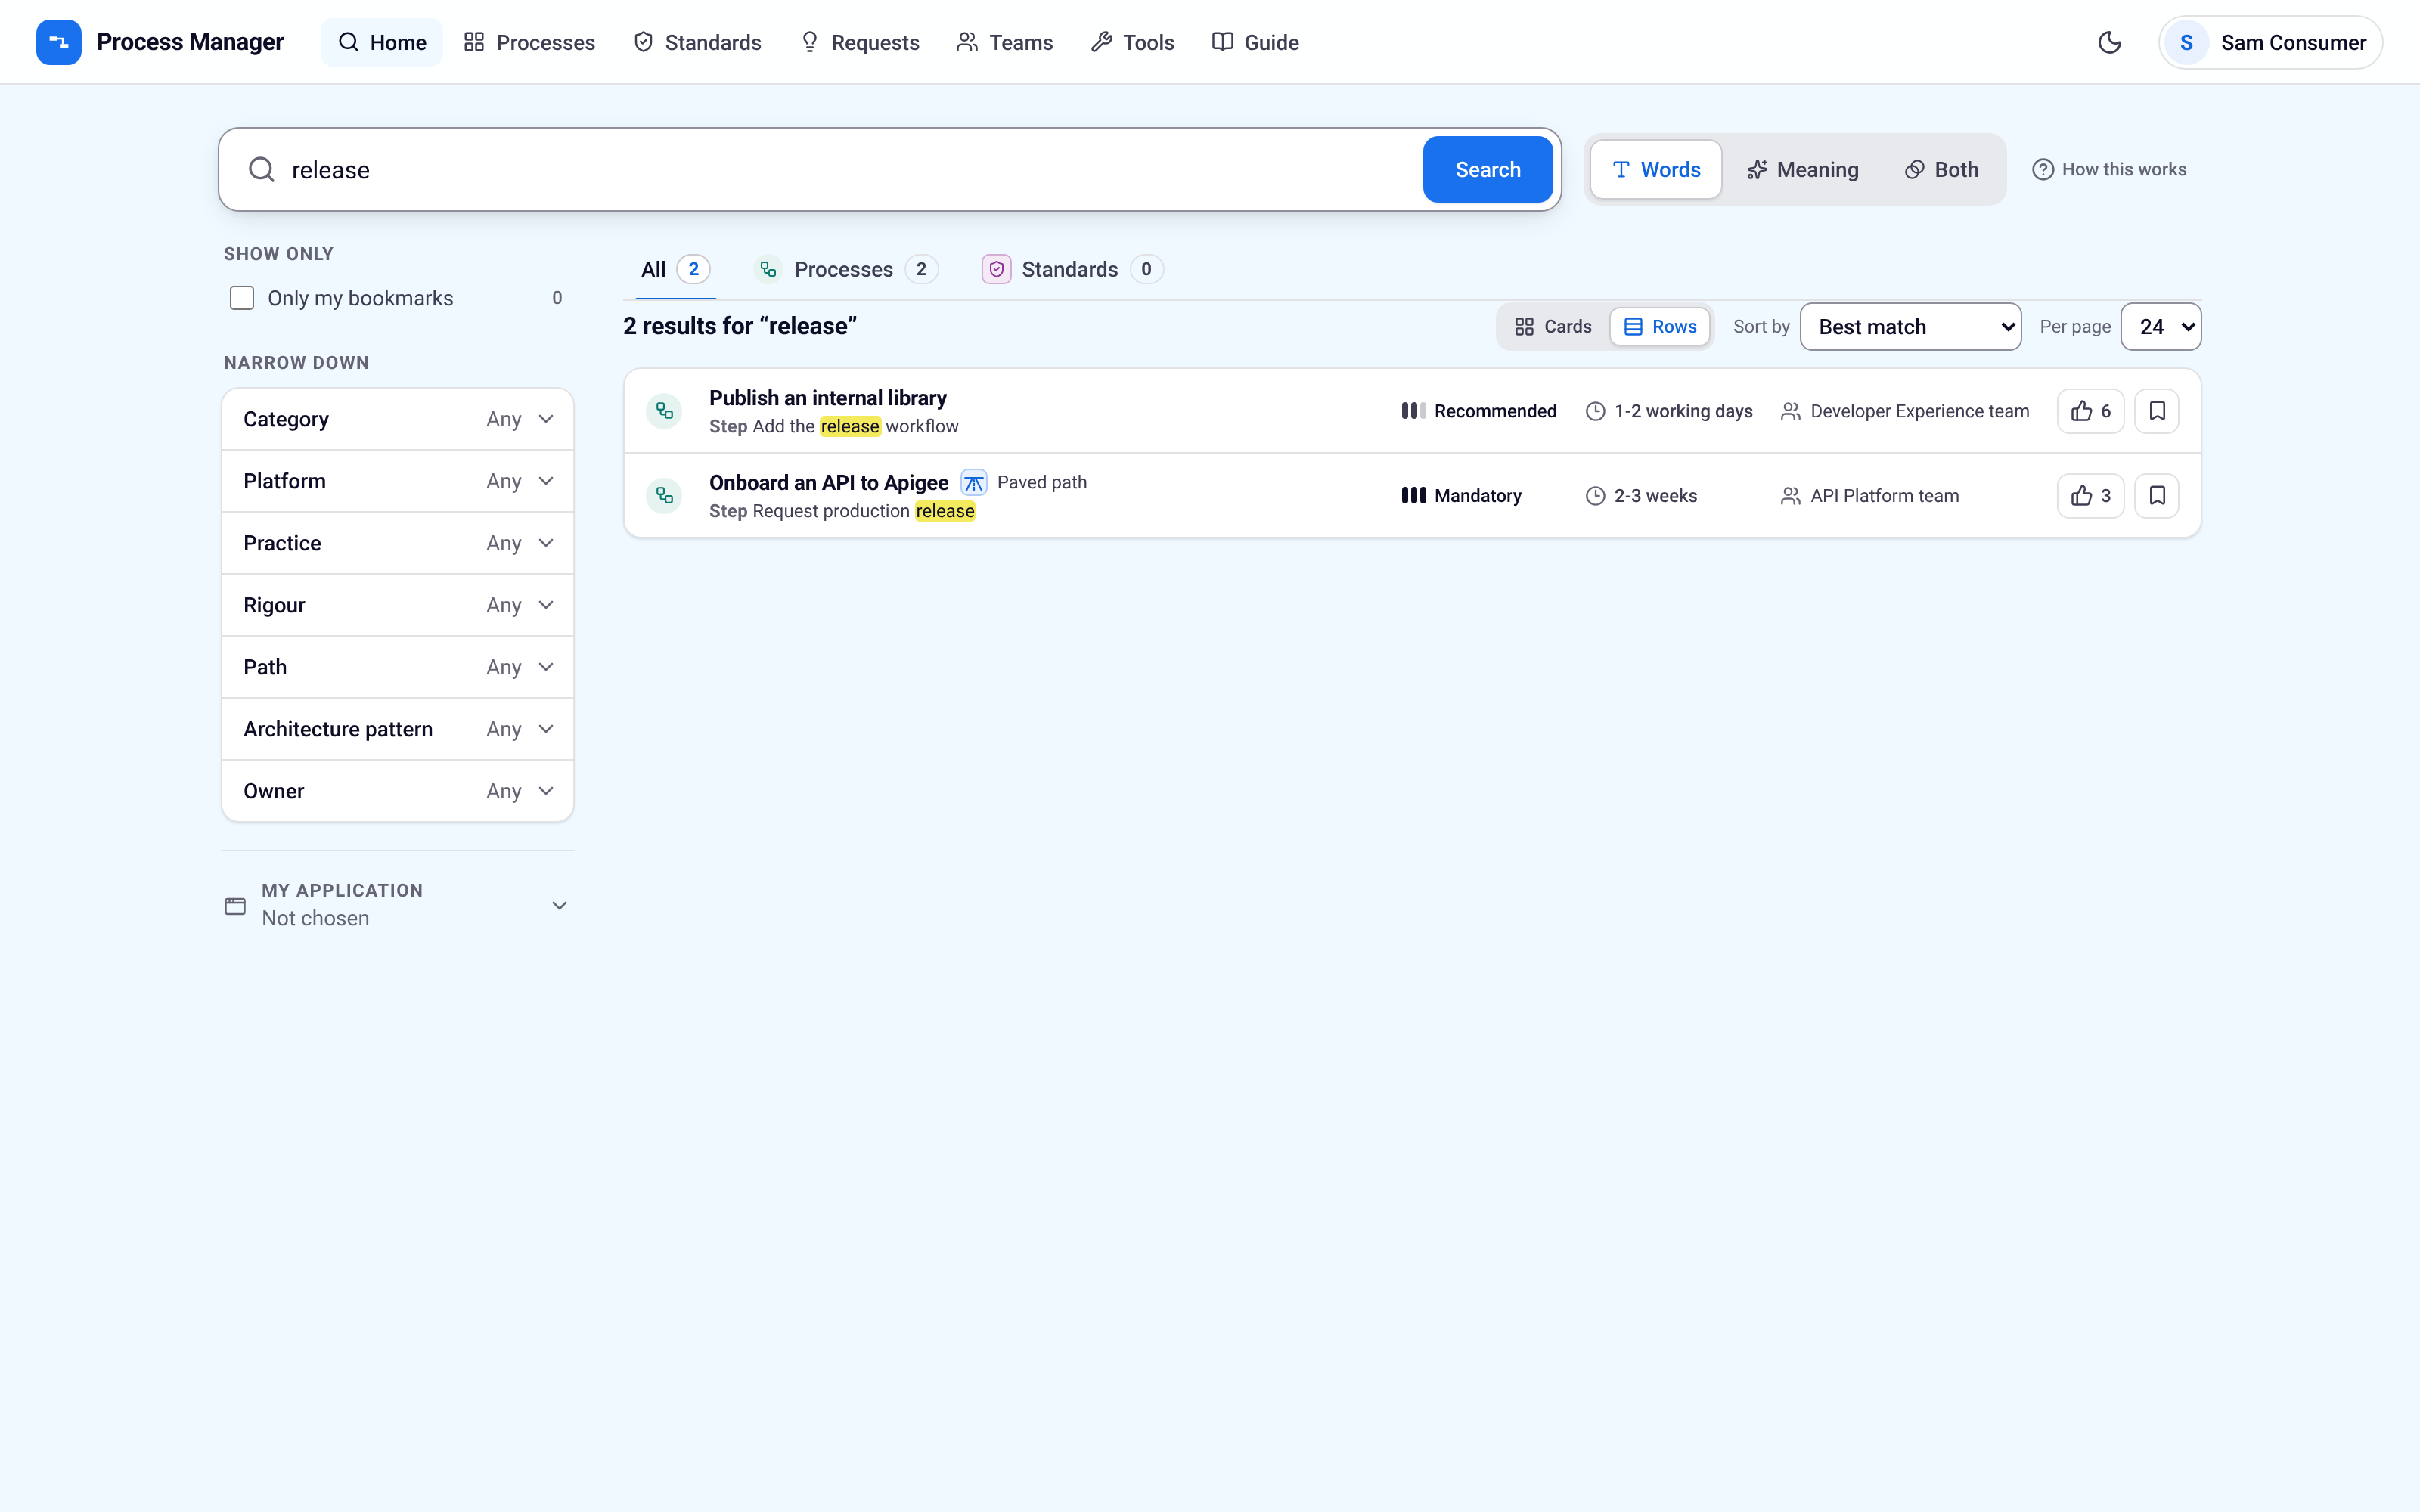 Process Manager
Home
Processes
Standards
Requests
Teams
Tools
Guide
S
Sam Consumer
release
Search
Words
Meaning
Both
How this works
SHOW ONLY
Only my bookmarks 0
NARROW DOWN
Category Any
Platform Any
Practice Any
Rigour Any
Path Any
Architecture pattern Any
Owner Any
MY APPLICATION
Not chosen
All 2
Processes 2
Standards 0
2 results for “release”
Cards
Rows
Sort by
Best match
Per page
24
Publish an internal library
Step Add the release workflow
Recommended
1-2 working days
Developer Experience team
6
Onboard an API to Apigee
Paved path
Step Request production release
Mandatory
2-3 weeks
API Platform team
3